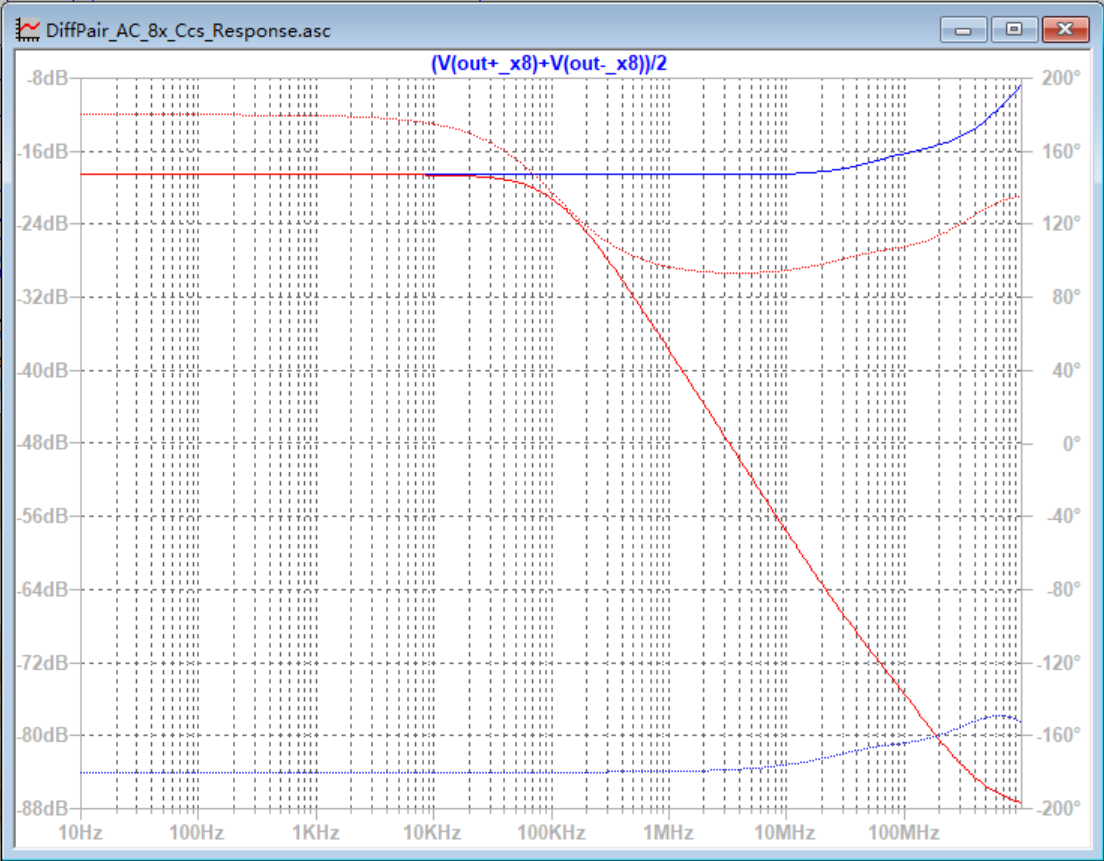 DiffPair_AC_8x_Ccs_Response.asc
(V(out+_x8)+V(out-_x8))/2
-8dB 200°
-16dB 160°
-24dB 120°
-32dB 80°
-40dB 40°
-48dB 0°
-56dB -40°
-64dB -80°
-72dB -120°
-80dB -160°
-88dB -200°
10Hz 100Hz 1KHz 10KHz 100KHz 1MHz 10MHz 100MHz